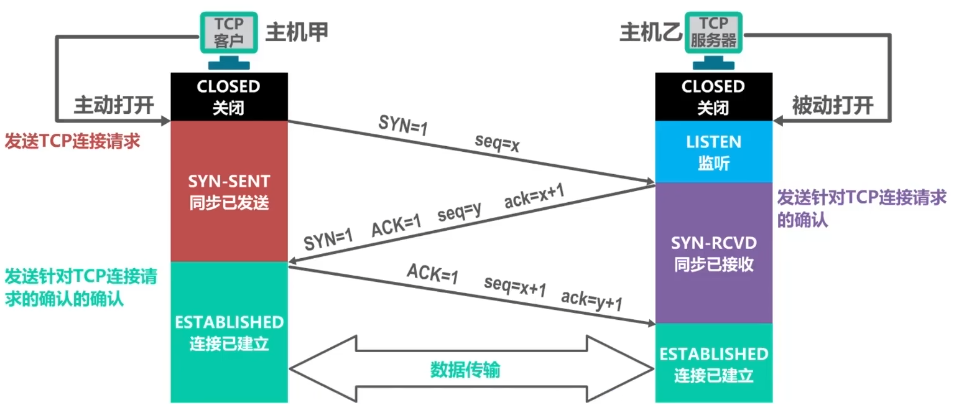 TCP
客户
主机甲
主机乙
TCP
服务器
CLOSED
关闭
CLOSED
关闭
主动打开
被动打开
发送TCP连接请求
SYN=1 seq=x
LISTEN
监听
SYN-SENT
同步已发送
SYN=1 ACK=1 seq=y ack=x+1
发送针对TCP连接请求
的确认
SYN-RCVD
同步已接收
发送针对TCP连接请
求的确认的确认
ACK=1 seq=x+1 ack=y+1
ESTABLISHED
连接已建立
数据传输
ESTABLISHED
连接已建立